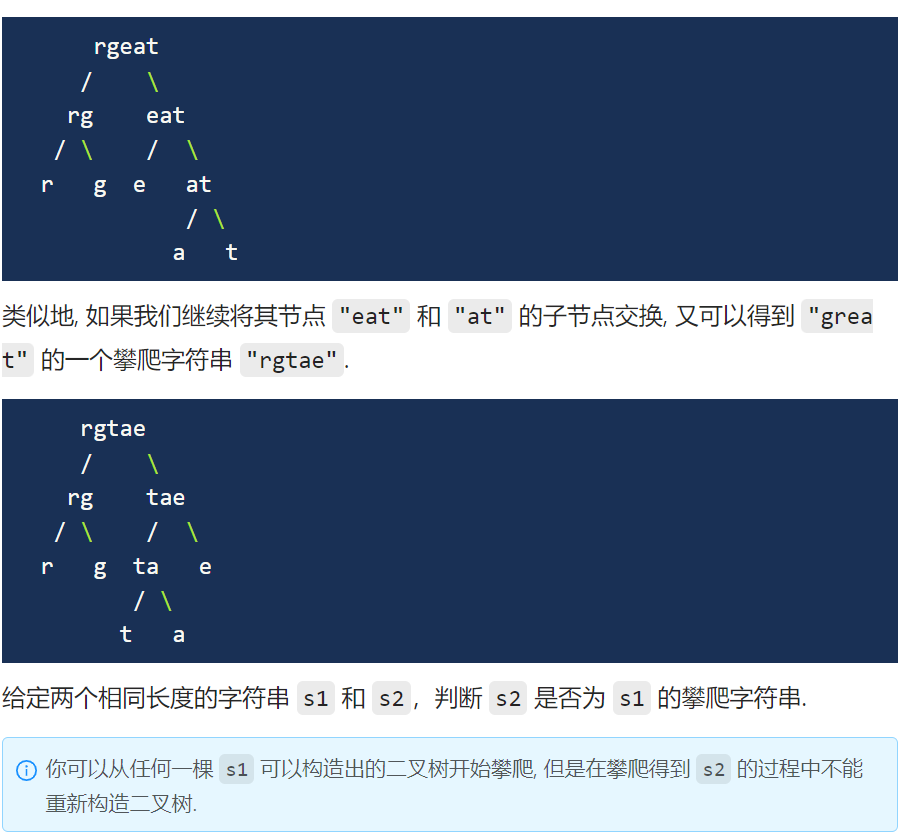 rgeat
/ \
rg eat
/ \ / \
r g e at
/ \
a t
类似地, 如果我们继续将其节点 "eat" 和 "at" 的子节点交换, 又可以得到 "grea
t" 的一个攀爬字符串 "rgtae".
rgtae
/ \
rg tae
/ \ / \
r g ta e
/ \
t a
给定两个相同长度的字符串 s1 和 s2，判断 s2 是否为 s1 的攀爬字符串.
你可以从任何一棵 s1 可以构造出的二叉树开始攀爬, 但是在攀爬得到 s2 的过程中不能
重新构造二叉树.